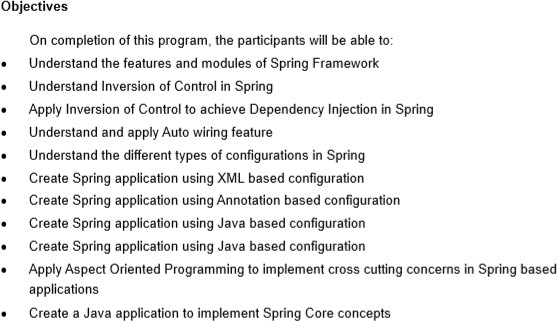 Objectives
On completion of this program, the participants will be able to:
• Understand the features and modules of Spring Framework
• Understand Inversion of Control in Spring
• Apply Inversion of Control to achieve Dependency Injection in Spring
• Understand and apply Auto wiring feature
• Understand the different types of configurations in Spring
• Create Spring application using XML based configuration
• Create Spring application using Annotation based configuration
• Create Spring application using Java based configuration
• Create Spring application using Java based configuration
• Apply Aspect Oriented Programming to implement cross cutting concerns in Spring based
applications
• Create a Java application to implement Spring Core concepts